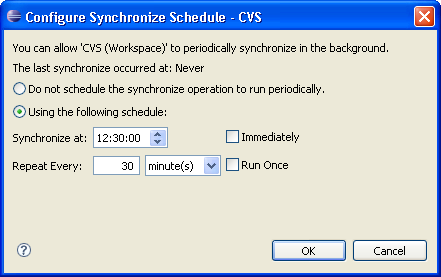 Configure Synchronize Schedule - CVS
You can allow 'CVS (Workspace)' to periodically synchronize in the background.
The last synchronize occurred at: Never
Do not schedule the synchronize operation to run periodically.
Using the following schedule:
Synchronize at: 12:30:00 Immediately
Repeat Every: 30 minute(s) Run Once
? OK Cancel